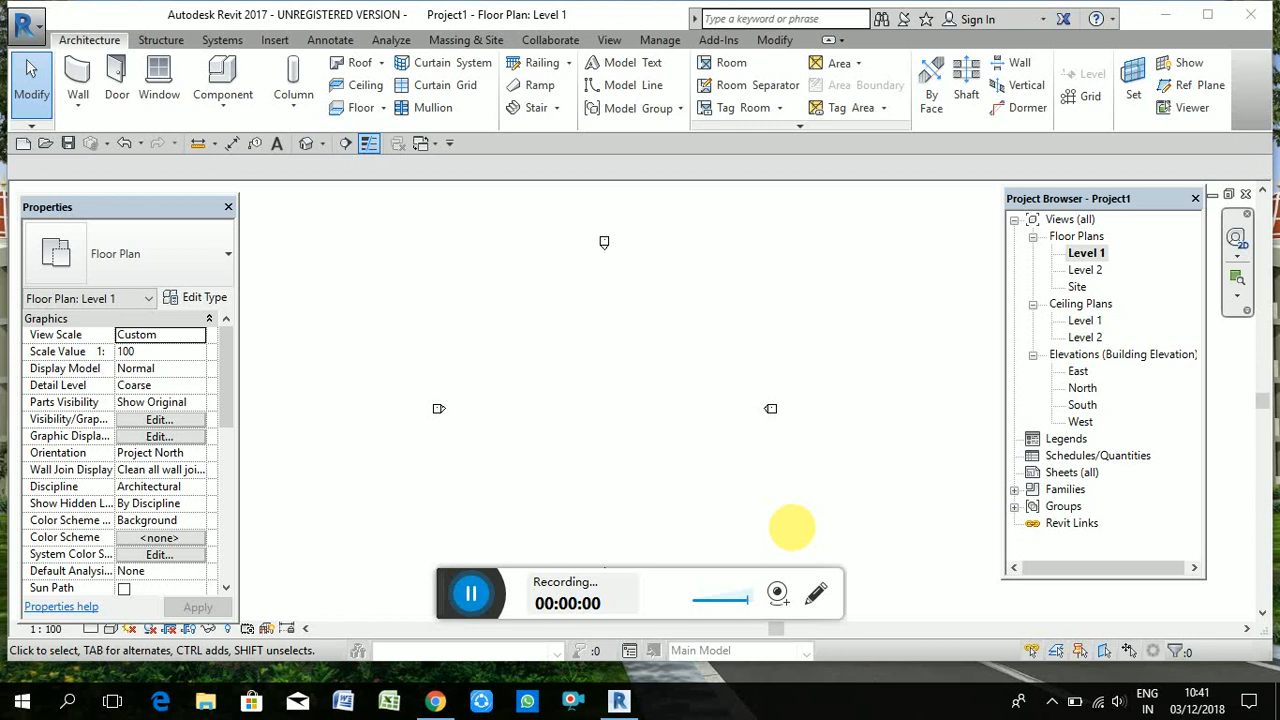 Autodesk Revit 2017 - UNREGISTERED VERSION - Project1 - Floor Plan: Level 1
Type a keyword or phrase
Sign In
Architecture Structure Systems Insert Annotate Analyze Massing & Site Collaborate View Manage Add-Ins Modify
Modify
Wall
Door
Window
Component
Column
Roof
Ceiling
Floor
Curtain System
Curtain Grid
Mullion
Railing
Ramp
Stair
Model Text
Model Line
Model Group
Room
Room Separator
Tag Room
Area
Area Boundary
Tag Area
By
Face
Shaft
Wall
Vertical
Dormer
Level
Grid
Set
Show
Ref Plane
Viewer
Properties
Floor Plan
Floor Plan: Level 1
Edit Type
Graphics
View Scale Custom
Scale Value 1: 100
Display Model Normal
Detail Level Coarse
Parts Visibility Show Original
Visibility/Grap... Edit...
Graphic Displa... Edit...
Orientation Project North
Wall Join Display Clean all wall joi...
Discipline Architectural
Show Hidden L... By Discipline
Color Scheme ... Background
Color Scheme <none>
System Color S... Edit...
Default Analysi... None
Sun Path
Properties help
Apply
Project Browser - Project1
Views (all)
Floor Plans
Level 1
Level 2
Site
Ceiling Plans
Level 1
Level 2
Elevations (Building Elevation)
East
North
South
West
Legends
Schedules/Quantities
Sheets (all)
Families
Groups
Revit Links
2D
Recording...
00:00:00
1 : 100
Click to select, TAB for alternates, CTRL adds, SHIFT unselects.
:0
Main Model
:0
ENG
IN
10:41
03/12/2018